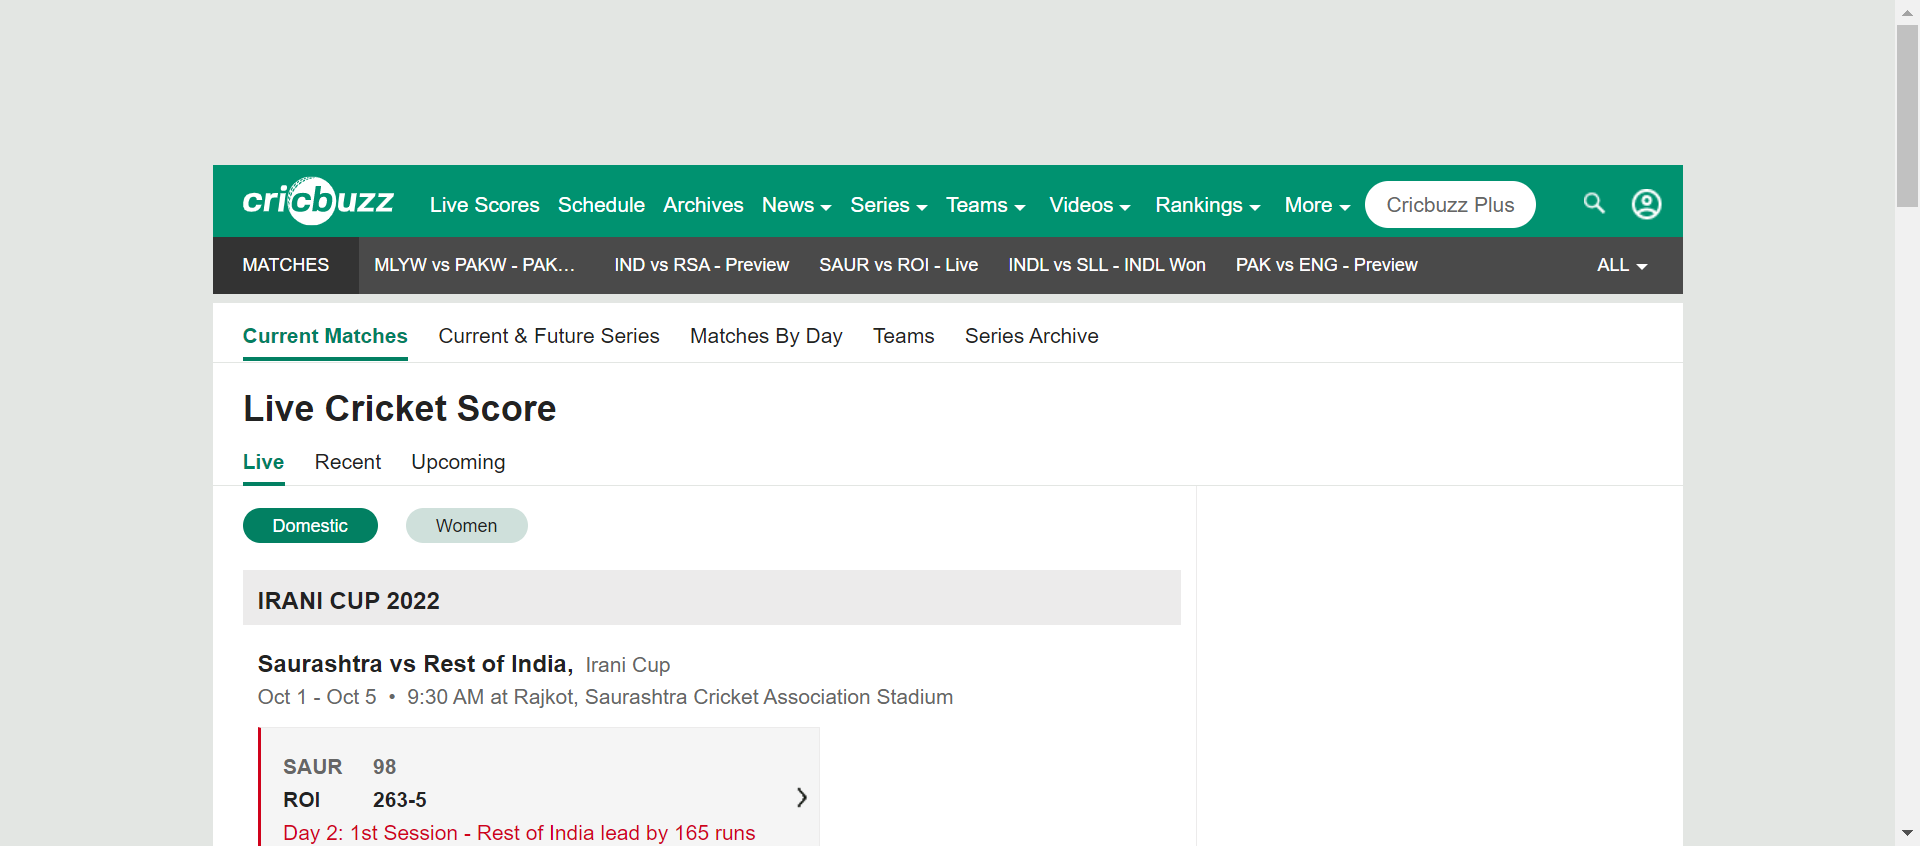 cricbuzz Live Scores Schedule Archives News Series Teams Videos Rankings More Cricbuzz Plus
MATCHES MLYW vs PAKW - PAK... IND vs RSA - Preview SAUR vs ROI - Live INDL vs SLL - INDL Won PAK vs ENG - Preview ALL
Current Matches Current & Future Series Matches By Day Teams Series Archive
Live Cricket Score
Live Recent Upcoming
Domestic Women
IRANI CUP 2022
Saurashtra vs Rest of India, Irani Cup
Oct 1 - Oct 5 • 9:30 AM at Rajkot, Saurashtra Cricket Association Stadium
SAUR 98
ROI 263-5
Day 2: 1st Session - Rest of India lead by 165 runs